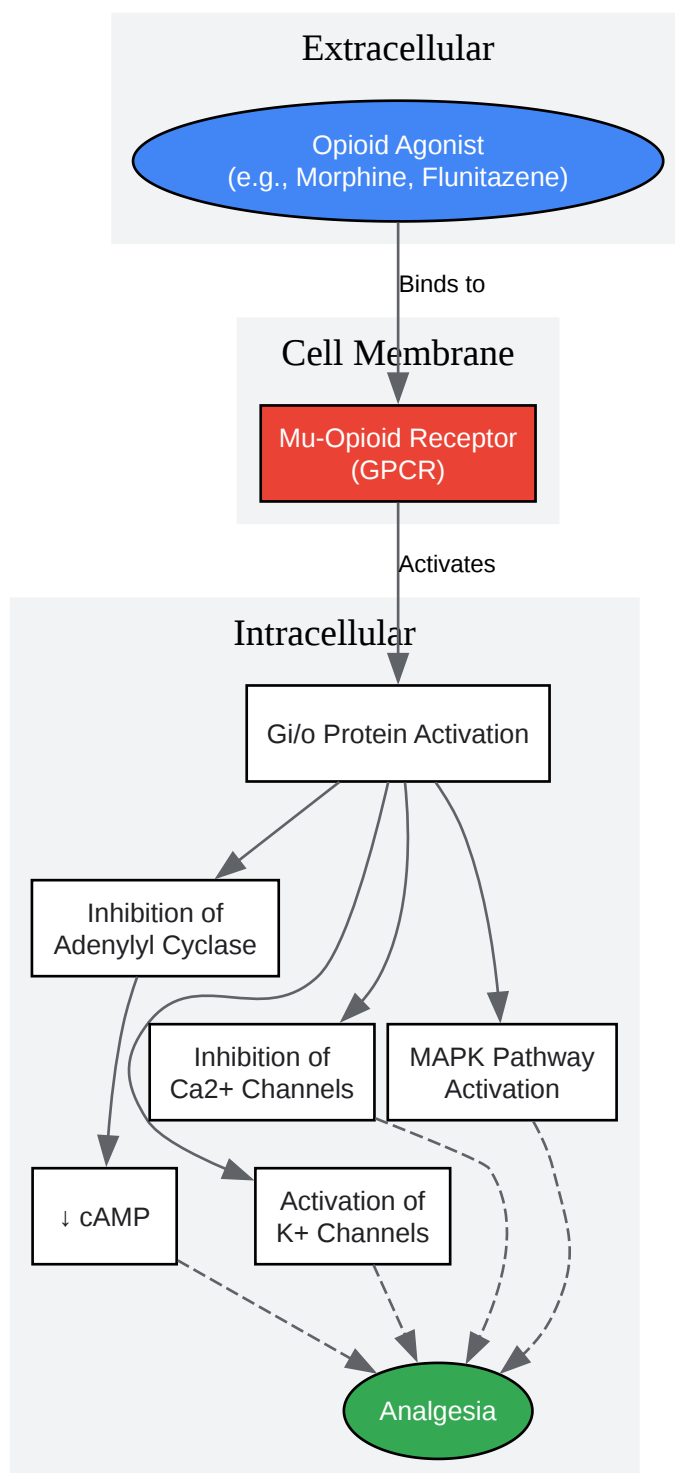 Extracellular
Opioid Agonist
(e.g., Morphine, Flunitazene)
Binds to
Cell Membrane
Mu-Opioid Receptor
(GPCR)
Activates
Intracellular
Gi/o Protein Activation
Inhibition of
Adenylyl Cyclase
Inhibition of
Ca2+ Channels
MAPK Pathway
Activation
↓ cAMP
Activation of
K+ Channels
Analgesia